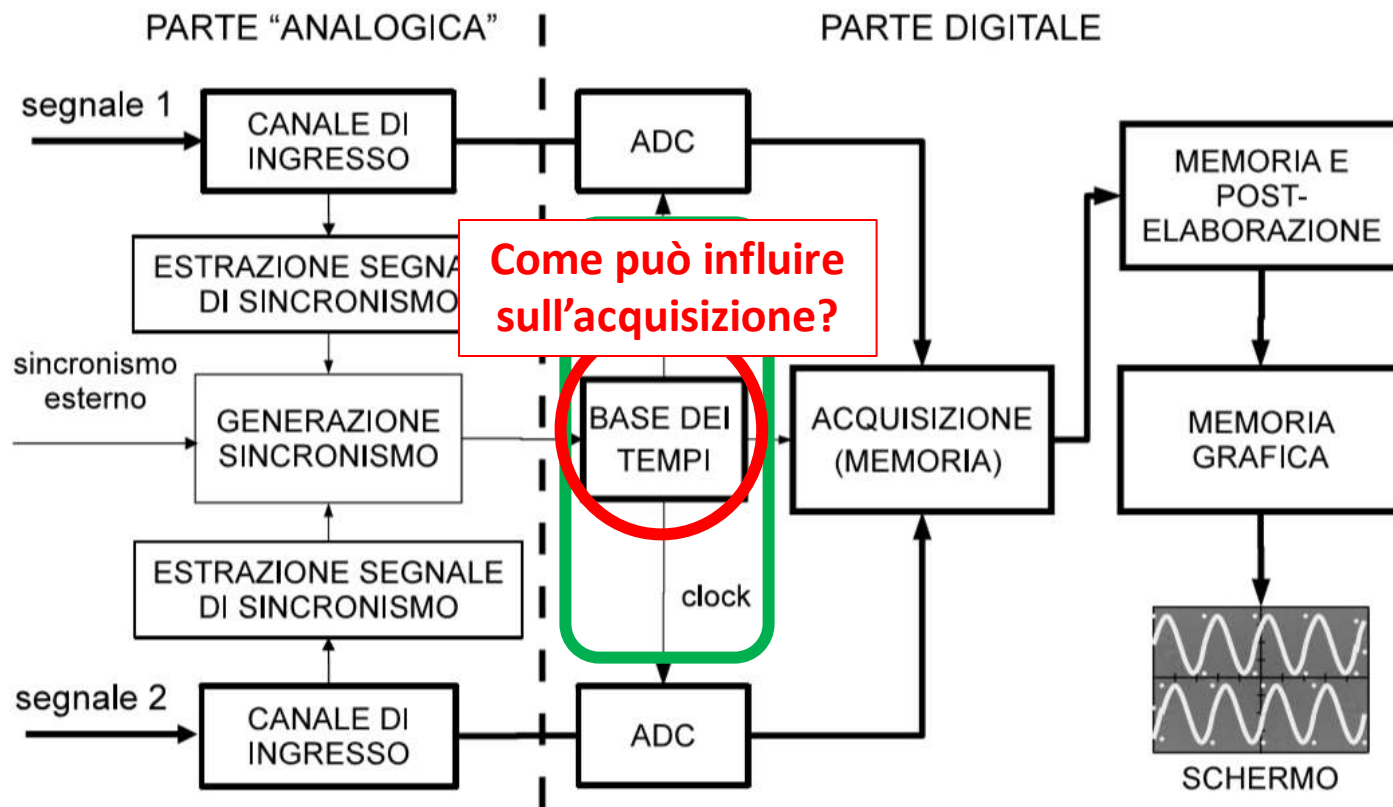 PARTE “ANALOGICA”
PARTE DIGITALE
segnale 1
CANALE DI
INGRESSO
ADC
MEMORIA E
POST-
ELABORAZIONE
ESTRAZIONE SEGNA
DI SINCRONISMO
Come può influire
sull’acquisizione?
sincronismo
esterno
GENERAZIONE
SINCRONISMO
BASE DEI
TEMPI
ACQUISIZIONE
(MEMORIA)
MEMORIA
GRAFICA
ESTRAZIONE SEGNALE
DI SINCRONISMO
clock
segnale 2
CANALE DI
INGRESSO
ADC
SCHERMO